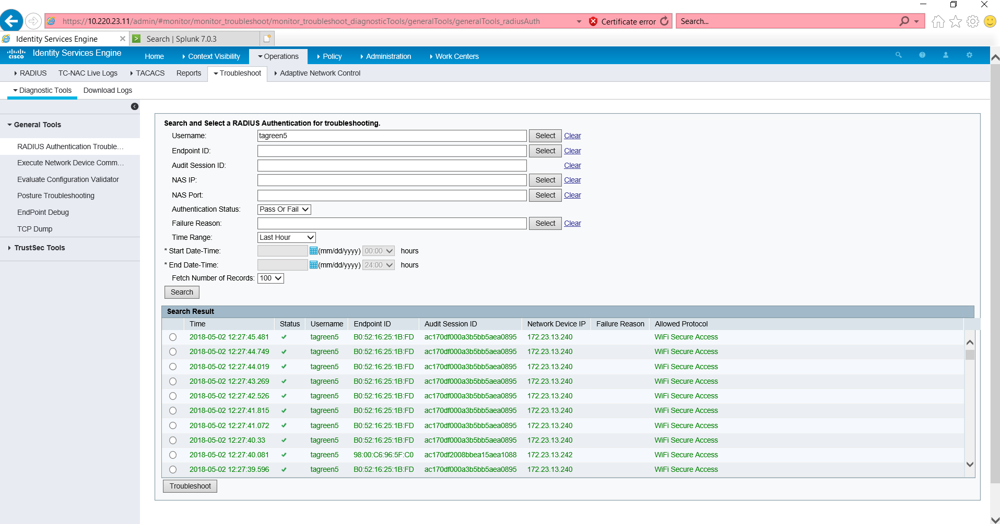 https://10.220.23.11/admin/#monitor/monitor_troubleshoot/monitor_troubleshoot_diagnosticTools/generalTools/generalTools_radiusAuth Certificate error Search...
Identity Services Engine Search | Splunk 7.0.3
cisco Identity Services Engine Home Context Visibility Operations Policy Administration Work Centers
RADIUS TC-NAC Live Logs TACACS Reports Troubleshoot Adaptive Network Control
Diagnostic Tools Download Logs
General Tools
RADIUS Authentication Trouble...
Execute Network Device Comm...
Evaluate Configuration Validator
Posture Troubleshooting
EndPoint Debug
TCP Dump
TrustSec Tools
Search and Select a RADIUS Authentication for troubleshooting.
Username: tagreen5 Select Clear
Endpoint ID: Select Clear
Audit Session ID: Clear
NAS IP: Select Clear
NAS Port: Select Clear
Authentication Status: Pass Or Fail
Failure Reason: Select Clear
Time Range: Last Hour
* Start Date-Time: (mm/dd/yyyy) 00:00 hours
* End Date-Time: (mm/dd/yyyy) 24:00 hours
Fetch Number of Records: 100
Search
Search Result
Time Status Username Endpoint ID Audit Session ID Network Device IP Failure Reason Allowed Protocol
2018-05-02 12:27:45.481 tagreen5 B0:52:16:25:1B:FD ac170df000a3b5bb5aea0895 172.23.13.240 WiFi Secure Access
2018-05-02 12:27:44.749 tagreen5 B0:52:16:25:1B:FD ac170df000a3b5bb5aea0895 172.23.13.240 WiFi Secure Access
2018-05-02 12:27:44.019 tagreen5 B0:52:16:25:1B:FD ac170df000a3b5bb5aea0895 172.23.13.240 WiFi Secure Access
2018-05-02 12:27:43.269 tagreen5 B0:52:16:25:1B:FD ac170df000a3b5bb5aea0895 172.23.13.240 WiFi Secure Access
2018-05-02 12:27:42.526 tagreen5 B0:52:16:25:1B:FD ac170df000a3b5bb5aea0895 172.23.13.240 WiFi Secure Access
2018-05-02 12:27:41.815 tagreen5 B0:52:16:25:1B:FD ac170df000a3b5bb5aea0895 172.23.13.240 WiFi Secure Access
2018-05-02 12:27:41.072 tagreen5 B0:52:16:25:1B:FD ac170df000a3b5bb5aea0895 172.23.13.240 WiFi Secure Access
2018-05-02 12:27:40.33 tagreen5 B0:52:16:25:1B:FD ac170df000a3b5bb5aea0895 172.23.13.240 WiFi Secure Access
2018-05-02 12:27:40.081 tagreen5 98:00:C6:96:5F:C0 ac170df2008bbea15aea1088 172.23.13.242 WiFi Secure Access
2018-05-02 12:27:39.596 tagreen5 B0:52:16:25:1B:FD ac170df000a3b5bb5aea0895 172.23.13.240 WiFi Secure Access
Troubleshoot